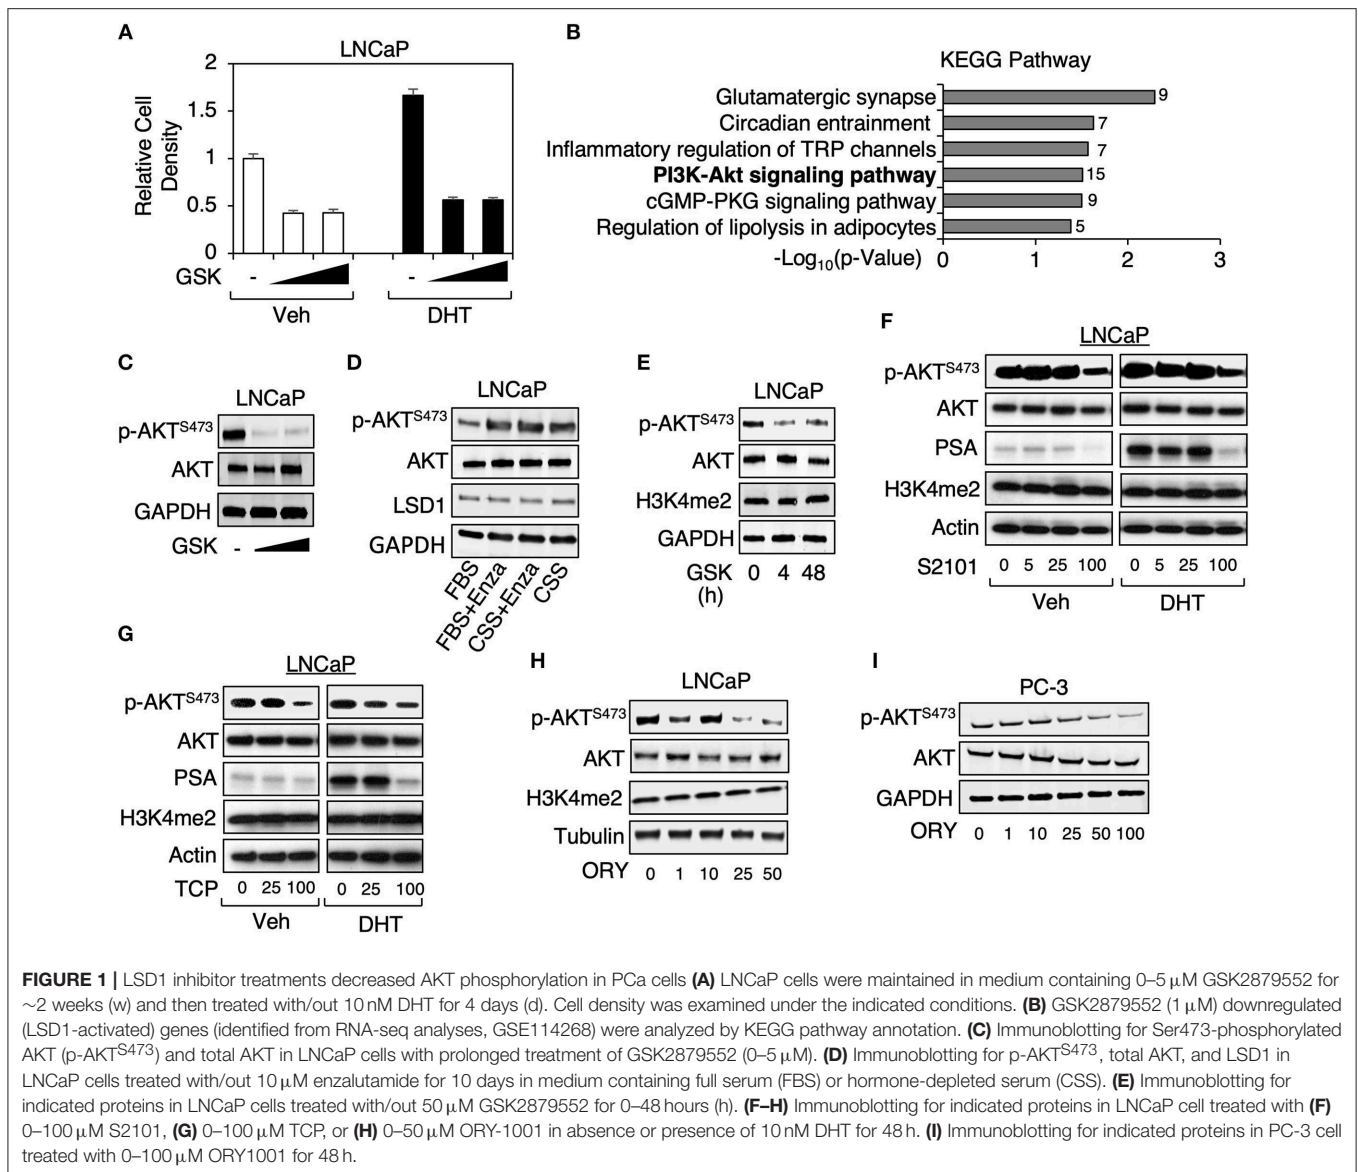 A
LNCaP
2
1.5
1
0.5
0
Relative Cell
Density
GSK
-
-
Veh
DHT
B
KEGG Pathway
Glutamatergic synapse 9
Circadian entrainment 7
Inflammatory regulation of TRP channels 7
PI3K-Akt signaling pathway 15
cGMP-PKG signaling pathway 9
Regulation of lipolysis in adipocytes 5
-Log10(p-Value) 0 1 2 3
C
LNCaP
p-AKTS473
AKT
GAPDH
GSK -
D
LNCaP
p-AKTS473
AKT
LSD1
GAPDH
FBS
FBS+Enza
CSS+Enza
CSS
E
LNCaP
p-AKTS473
AKT
H3K4me2
GAPDH
GSK 0 4 48
(h)
F
LNCaP
p-AKTS473
AKT
PSA
H3K4me2
Actin
S2101 0 5 25 100 0 5 25 100
Veh DHT
G
LNCaP
p-AKTS473
AKT
PSA
H3K4me2
Actin
TCP 0 25 100 0 25 100
Veh DHT
H
LNCaP
p-AKTS473
AKT
H3K4me2
Tubulin
ORY 0 1 10 25 50
I
PC-3
p-AKTS473
AKT
GAPDH
ORY 0 1 10 25 50 100
FIGURE 1 | LSD1 inhibitor treatments decreased AKT phosphorylation in PCa cells (A) LNCaP cells were maintained in medium containing 0–5 μM GSK2879552 for
∼2 weeks (w) and then treated with/out 10 nM DHT for 4 days (d). Cell density was examined under the indicated conditions. (B) GSK2879552 (1 μM) downregulated
(LSD1-activated) genes (identified from RNA-seq analyses, GSE114268) were analyzed by KEGG pathway annotation. (C) Immunoblotting for Ser473-phosphorylated
AKT (p-AKTS473) and total AKT in LNCaP cells with prolonged treatment of GSK2879552 (0–5 μM). (D) Immunoblotting for p-AKTS473, total AKT, and LSD1 in
LNCaP cells treated with/out 10 μM enzalutamide for 10 days in medium containing full serum (FBS) or hormone-depleted serum (CSS). (E) Immunoblotting for
indicated proteins in LNCaP cells treated with/out 50 μM GSK2879552 for 0–48 hours (h). (F–H) Immunoblotting for indicated proteins in LNCaP cell treated with (F)
0–100 μM S2101, (G) 0–100 μM TCP, or (H) 0–50 μM ORY-1001 in absence or presence of 10 nM DHT for 48 h. (I) Immunoblotting for indicated proteins in PC-3 cell
treated with 0–100 μM ORY1001 for 48 h.